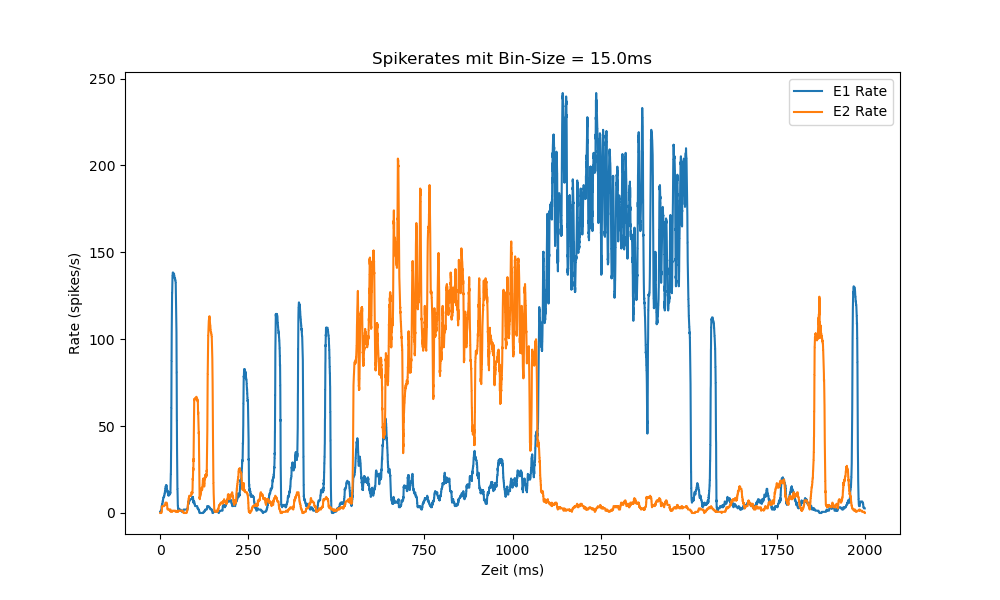 Spikerates mit Bin-Size = 15.0ms
250
200
150
100
50
0
Rate (spikes/s)
E1 Rate
E2 Rate
0 250 500 750 1000 1250 1500 1750 2000
Zeit (ms)